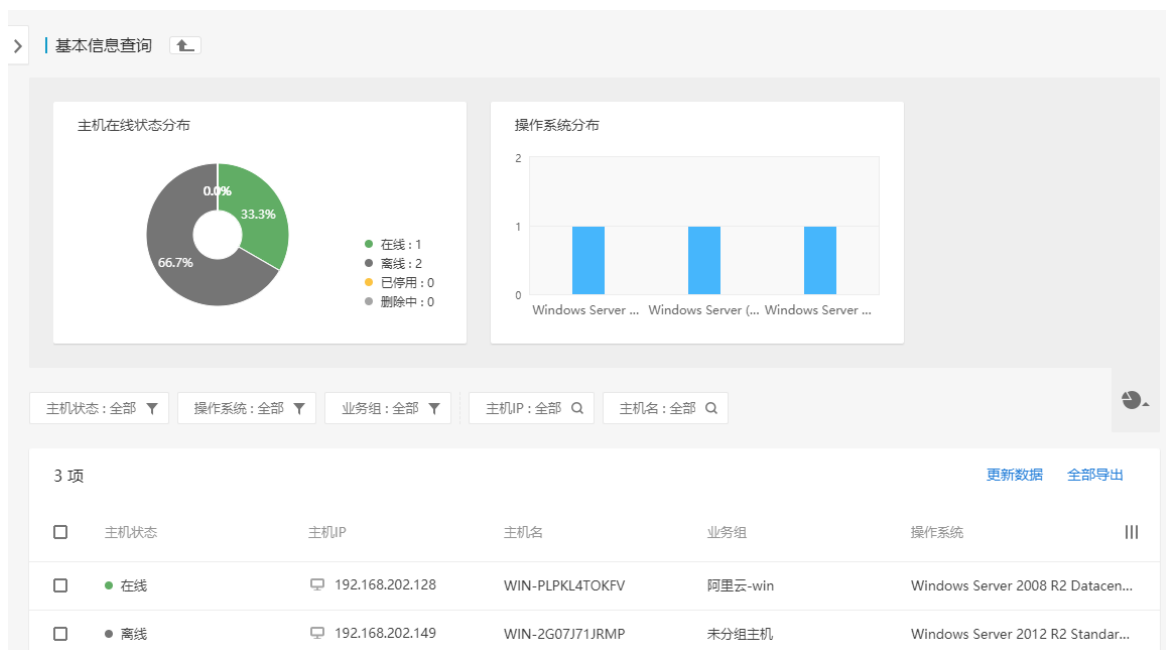 基本信息查询
主机在线状态分布
0.0%
33.3%
66.7%
在线 : 1
离线 : 2
已停用 : 0
删除中 : 0
操作系统分布
2
1
0
Windows Server ... Windows Server (... Windows Server ...
主机状态 : 全部 操作系统 : 全部 业务组 : 全部 主机IP : 全部 主机名 : 全部
3 项 更新数据 全部导出
主机状态 主机IP 主机名 业务组 操作系统
在线 192.168.202.128 WIN-PLPKL4TOKFV 阿里云-win Windows Server 2008 R2 Datacen...
离线 192.168.202.149 WIN-2G07J71JRMP 未分组主机 Windows Server 2012 R2 Standar...